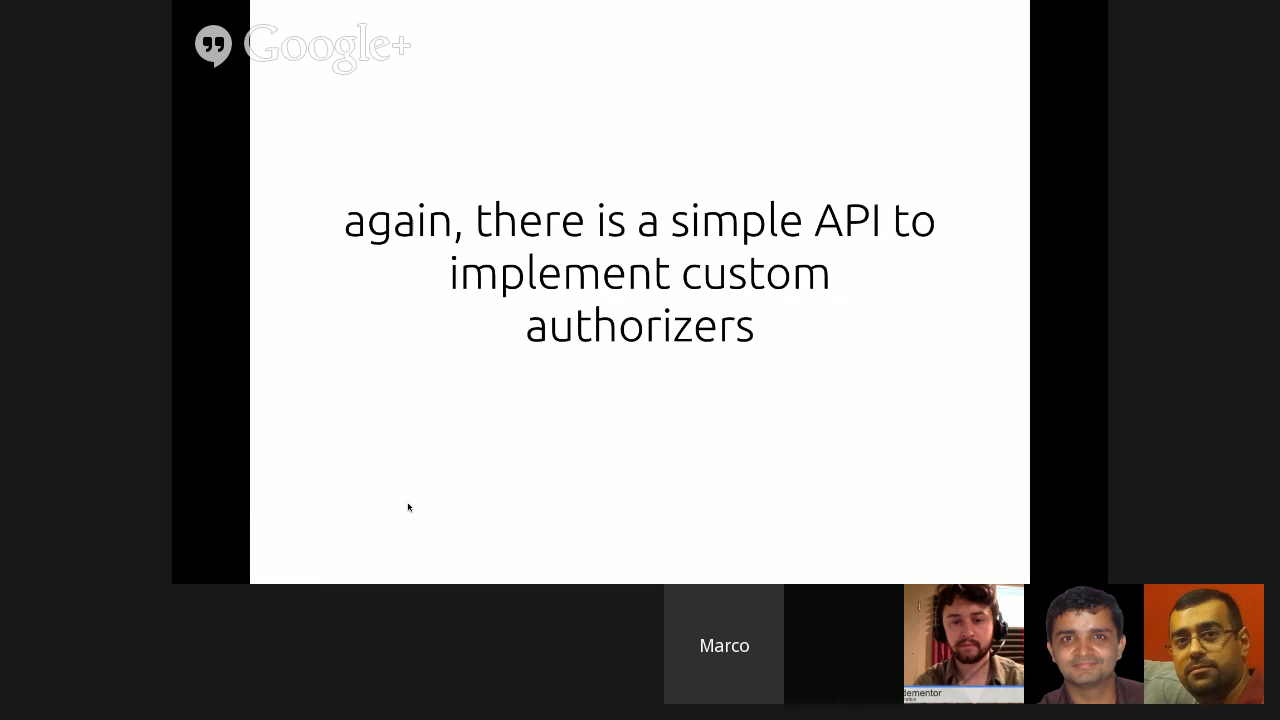 Google+
again, there is a simple API to
implement custom
authorizers
Marco
dementor